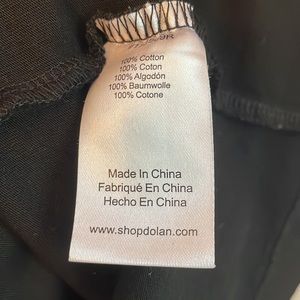 100% Cotton
100% Coton
100% Algodón
100% Baumwolle
100% Cotone
Made In China
Fabriqué En China
Hecho En China
www.shopdolan.com